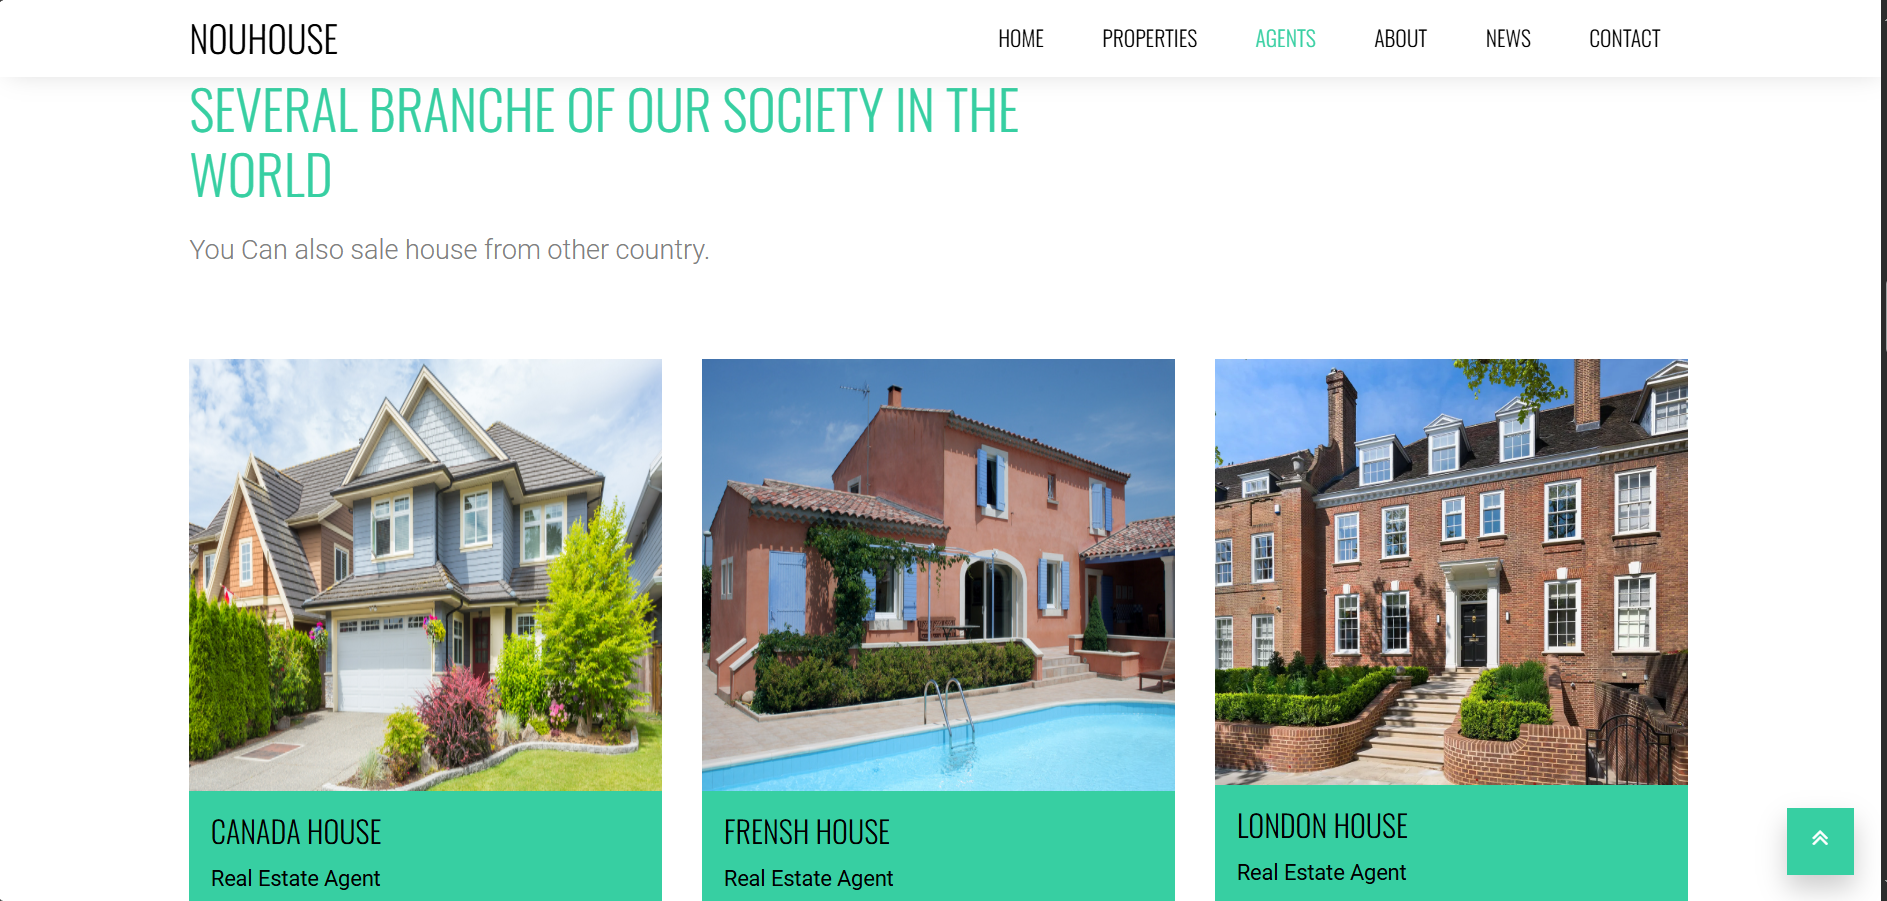 NOUHOUSE
HOME PROPERTIES AGENTS ABOUT NEWS CONTACT
SEVERAL BRANCHE OF OUR SOCIETY IN THE
WORLD
You Can also sale house from other country.
CANADA HOUSE
Real Estate Agent
FRENSH HOUSE
Real Estate Agent
LONDON HOUSE
Real Estate Agent